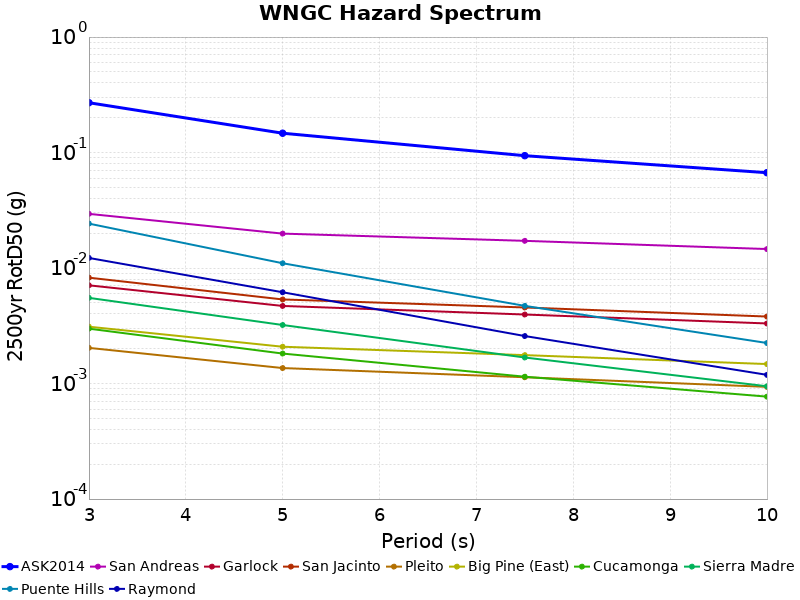 WNGC Hazard Spectrum
10^0
10^-1
10^-2
10^-3
10^-4
2500yr RotD50 (g)
3 4 5 6 7 8 9 10
Period (s)
ASK2014 San Andreas Garlock San Jacinto Pleito Big Pine (East) Cucamonga Sierra Madre
Puente Hills Raymond